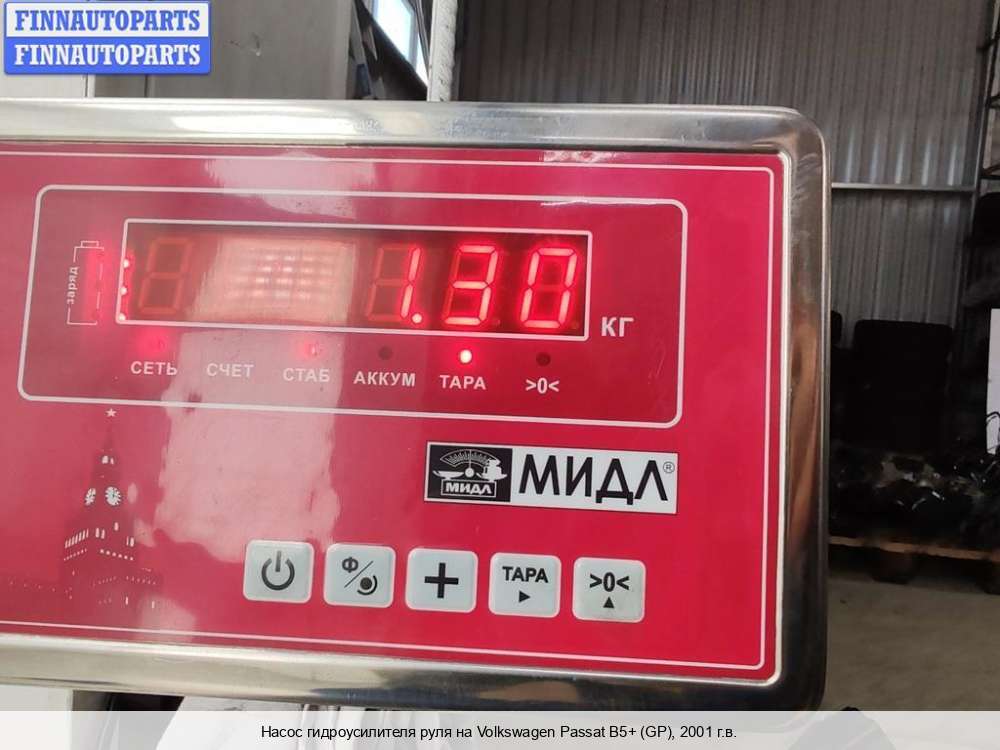 FINNAUTOPARTS
FINNAUTOPARTS
заряд
1.30
КГ
СЕТЬ СЧЕТ СТАБ АККУМ ТАРА >0<
МИДЛ МИДЛ®
Ф ТАРА >0<
Насос гидроусилителя руля на Volkswagen Passat B5+ (GP), 2001 г.в.